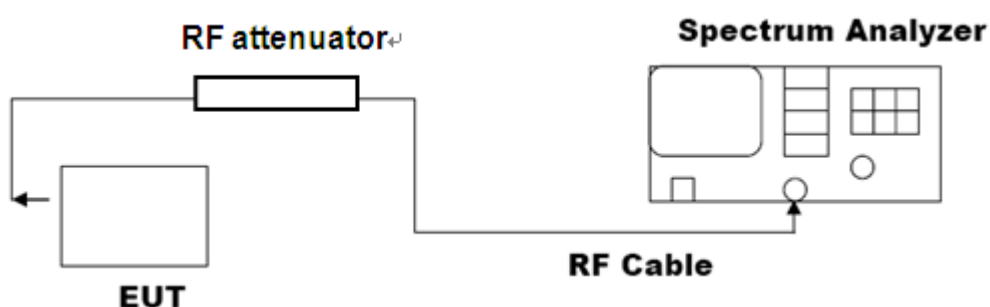 RF attenuator↵
Spectrum Analyzer
RF Cable
EUT